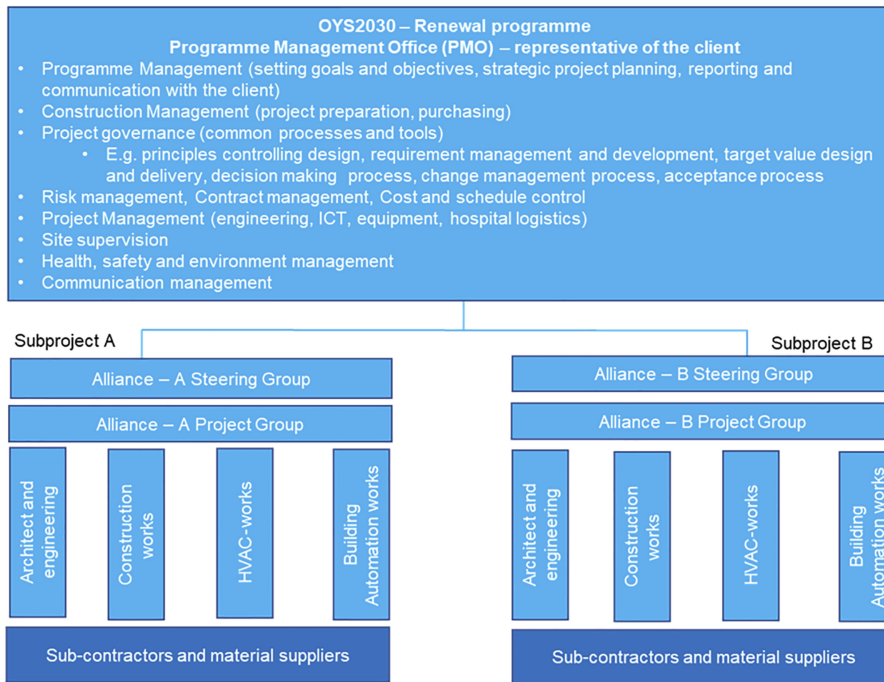 OYS2030 – Renewal programme
Programme Management Office (PMO) – representative of the client
• Programme Management (setting goals and objectives, strategic project planning, reporting and
communication with the client)
• Construction Management (project preparation, purchasing)
• Project governance (common processes and tools)
• E.g. principles controlling design, requirement management and development, target value design
and delivery, decision making process, change management process, acceptance process
• Risk management, Contract management, Cost and schedule control
• Project Management (engineering, ICT, equipment, hospital logistics)
• Site supervision
• Health, safety and environment management
• Communication management
Subproject A
Alliance – A Steering Group
Alliance – A Project Group
Architect and
engineering
Construction
works
HVAC-works
Building
Automation works
Sub-contractors and material suppliers
Subproject B
Alliance – B Steering Group
Alliance – B Project Group
Architect and
engineering
Construction
works
HVAC-works
Building
Automation works
Sub-contractors and material suppliers